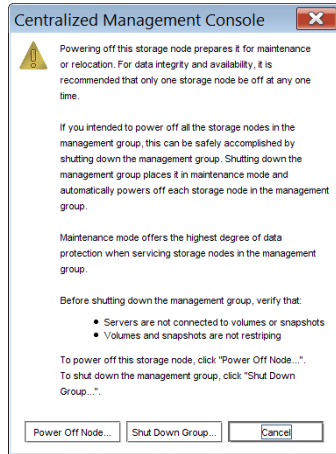 Centralized Management Console
Powering off this storage node prepares it for maintenance
or relocation. For data integrity and availability, it is
recommended that only one storage node be off at any one
time.
If you intended to power off all the storage nodes in the
management group, this can be safely accomplished by
shutting down the management group. Shutting down the
management group places it in maintenance mode and
automatically powers off each storage node in the management
group.
Maintenance mode offers the highest degree of data
protection when servicing storage nodes in the management
group.
Before shutting down the management group, verify that:
● Servers are not connected to volumes or snapshots
● Volumes and snapshots are not restriping
To power off this storage node, click "Power Off Node...".
To shut down the management group, click "Shut Down
Group...".
Power Off Node... Shut Down Group... Cancel